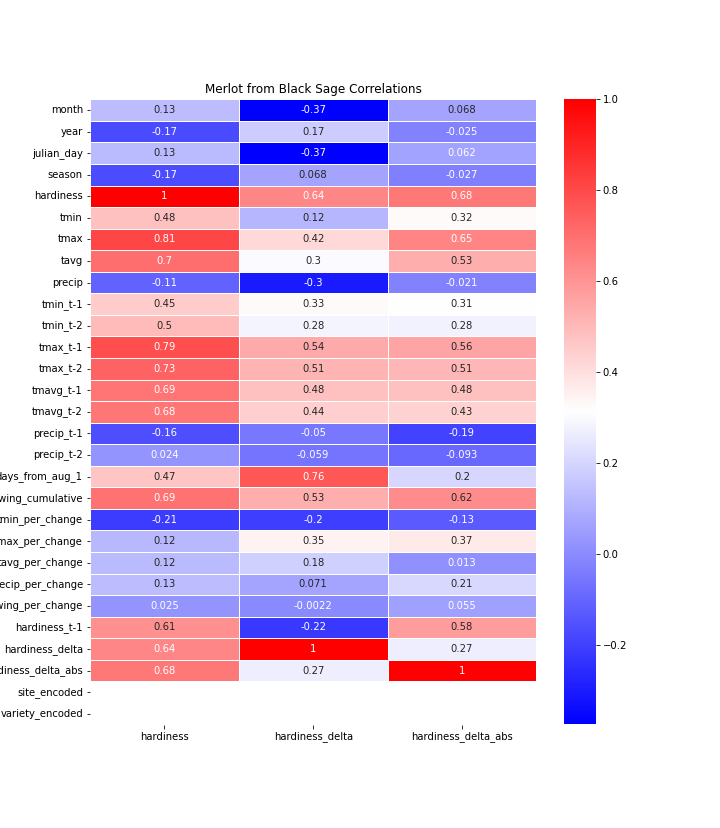 Merlot from Black Sage Correlations
month 0.13 -0.37 0.068
year -0.17 0.17 -0.025
julian_day 0.13 -0.37 0.062
season -0.17 0.068 -0.027
hardiness 1 0.64 0.68
tmin 0.48 0.12 0.32
tmax 0.81 0.42 0.65
tavg 0.7 0.3 0.53
precip -0.11 -0.3 -0.021
tmin_t-1 0.45 0.33 0.31
tmin_t-2 0.5 0.28 0.28
tmax_t-1 0.79 0.54 0.56
tmax_t-2 0.73 0.51 0.51
tmavg_t-1 0.69 0.48 0.48
tmavg_t-2 0.68 0.44 0.43
precip_t-1 -0.16 -0.05 -0.19
precip_t-2 0.024 -0.059 -0.093
days_from_aug_1 0.47 0.76 0.2
wing_cumulative 0.69 0.53 0.62
tmin_per_change -0.21 -0.2 -0.13
max_per_change 0.12 0.35 0.37
tavg_per_change 0.12 0.18 0.013
ecip_per_change 0.13 0.071 0.21
wing_per_change 0.025 -0.0022 0.055
hardiness_t-1 0.61 -0.22 0.58
hardiness_delta 0.64 1 0.27
diness_delta_abs 0.68 0.27 1
site_encoded
variety_encoded
hardiness hardiness_delta hardiness_delta_abs
1.0
0.8
0.6
0.4
0.2
0.0
−0.2